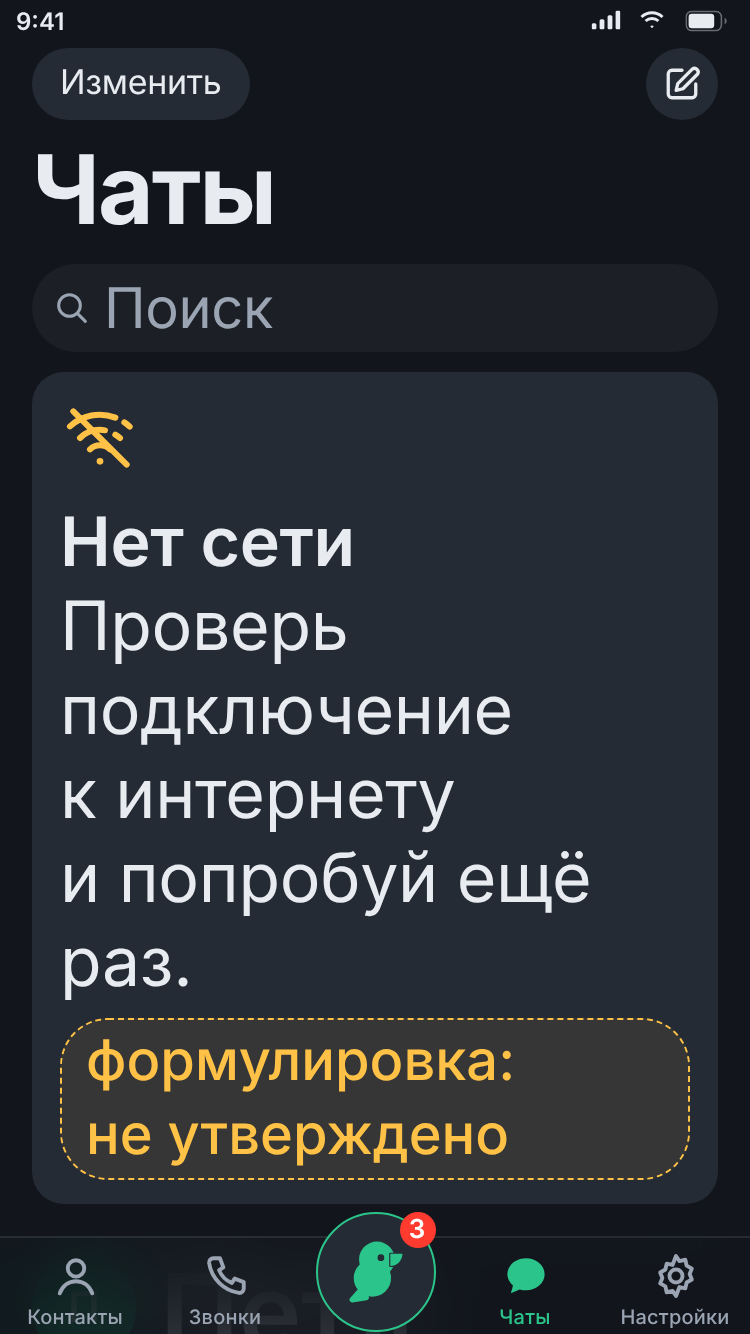 9:41
Изменить
Чаты
Поиск
Нет сети
Проверь
подключение
к интернету
и попробуй ещё
раз.
формулировка:
не утверждено
3
Контакты
Звонки
Чаты
Настройки